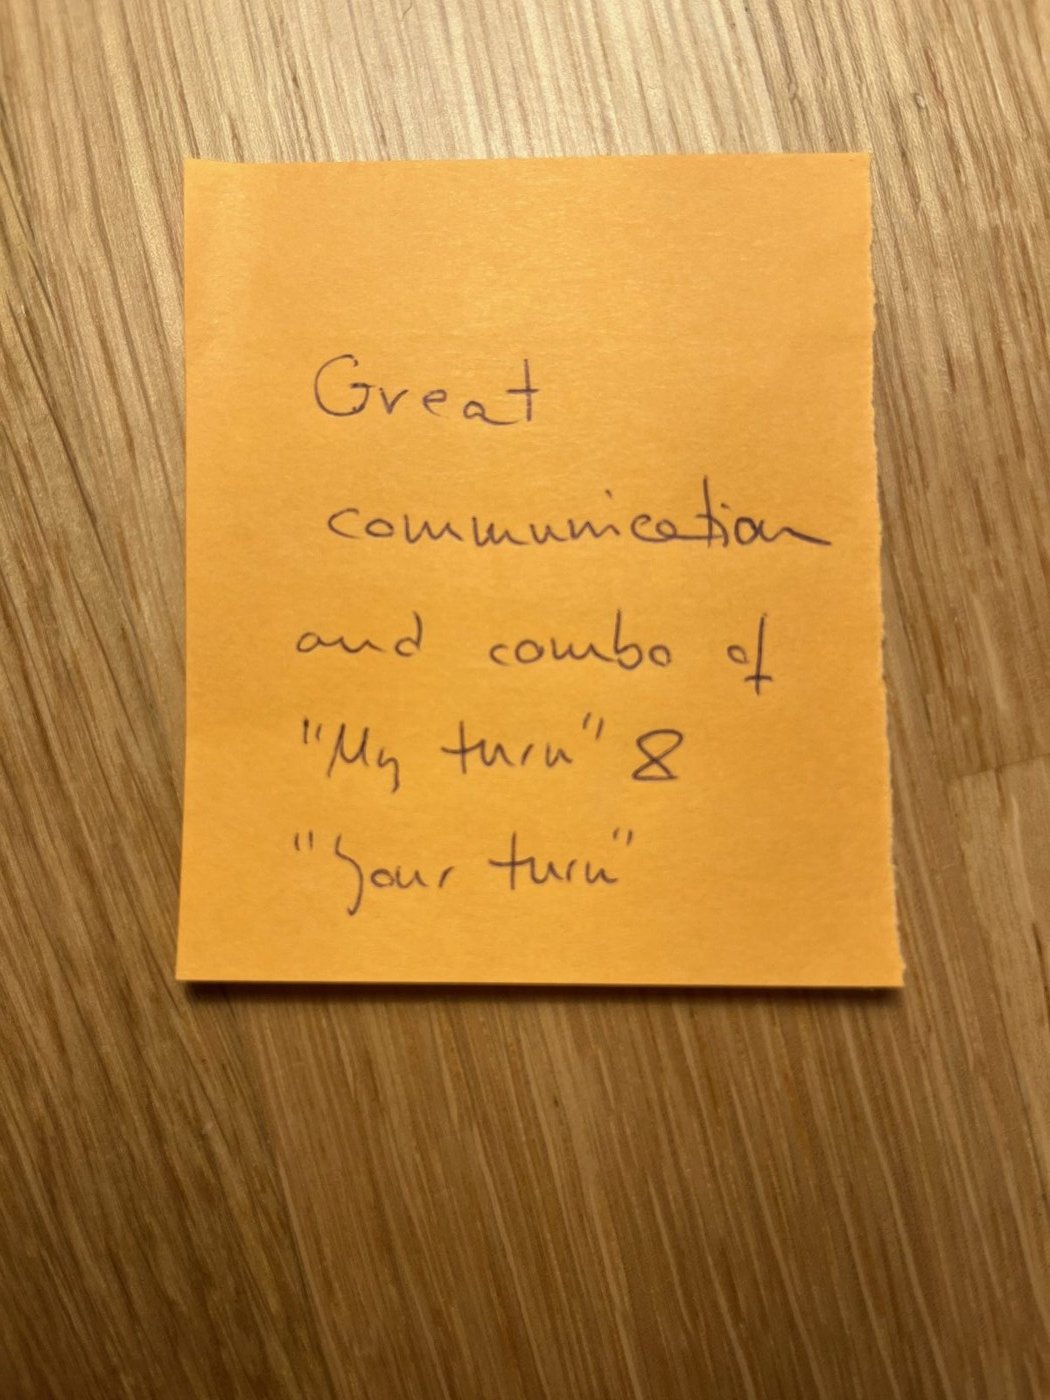 Great
communication
and combo of
"My turn" &
"Your turn"